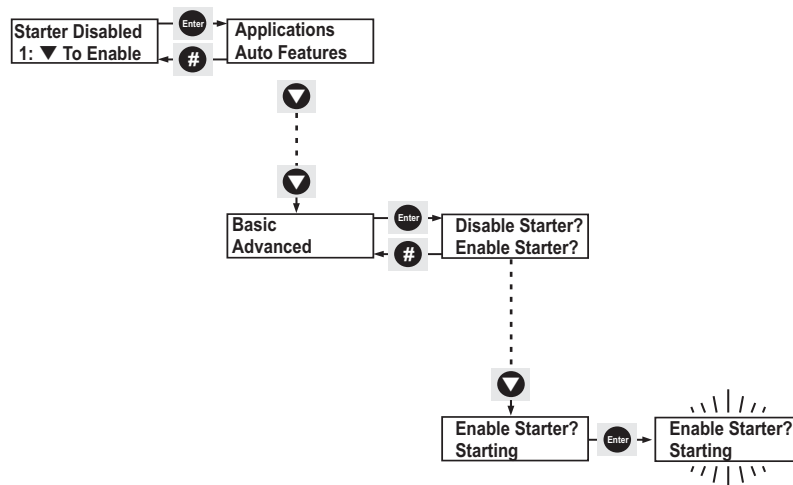 Starter Disabled
1: ▼ To Enable
Enter
#
Applications
Auto Features
Basic
Advanced
Enter
#
Disable Starter?
Enable Starter?
Enable Starter?
Starting
Enter
Enable Starter?
Starting